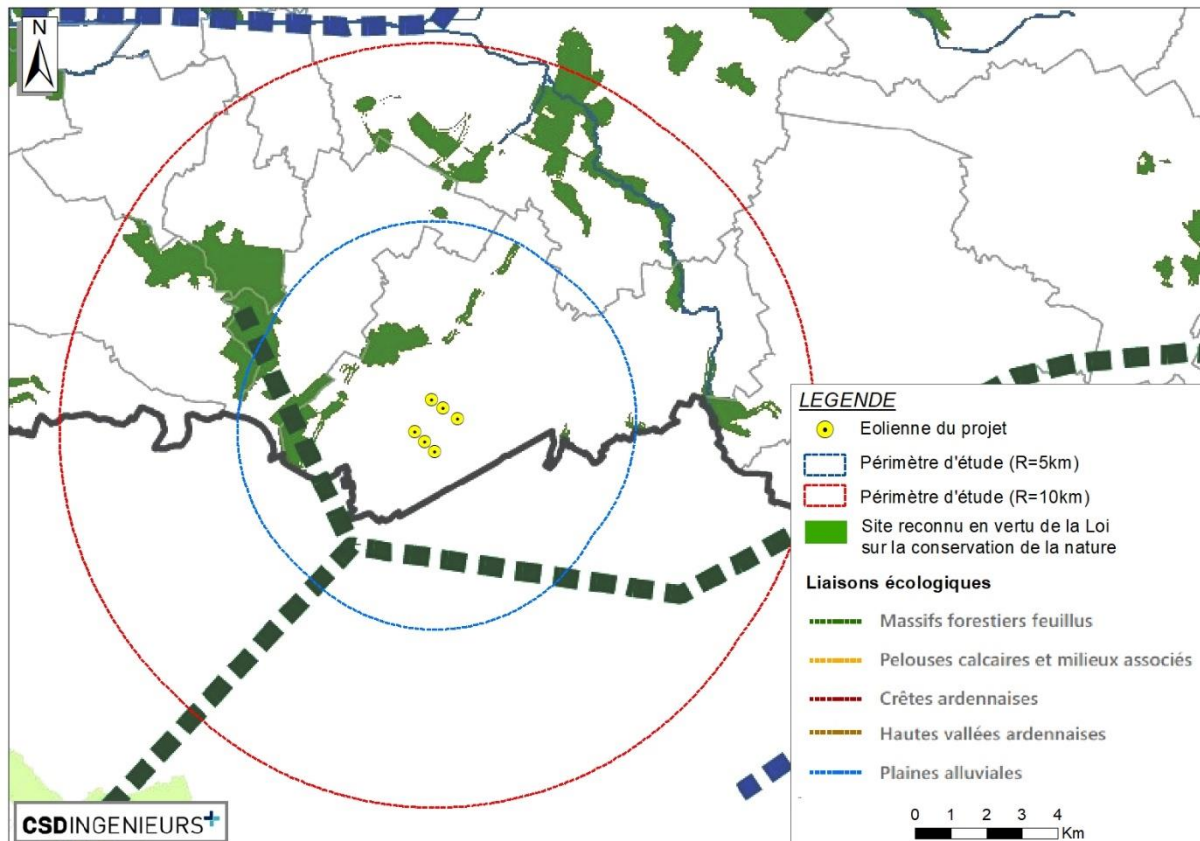 N
LEGENDE
Eolienne du projet
Périmètre d'étude (R=5km)
Périmètre d'étude (R=10km)
Site reconnu en vertu de la Loi
sur la conservation de la nature
Liaisons écologiques
Massifs forestiers feuillus
Pelouses calcaires et milieux associés
Crêtes ardennaises
Hautes vallées ardennaises
Plaines alluviales
0 1 2 3 4
Km
CSDINGENIEURS+